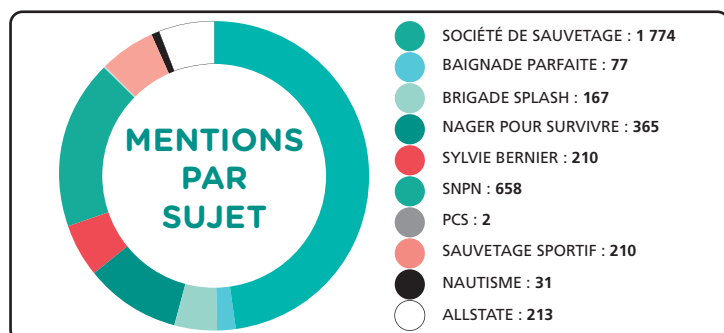 MENTIONS
PAR
SUJET
SOCIÉTÉ DE SAUVETAGE : 1 774
BAIGNADE PARFAITE : 77
BRIGADE SPLASH : 167
NAGER POUR SURVIVRE : 365
SYLVIE BERNIER : 210
SNPN : 658
PCS : 2
SAUVETAGE SPORTIF : 210
NAUTISME : 31
ALLSTATE : 213